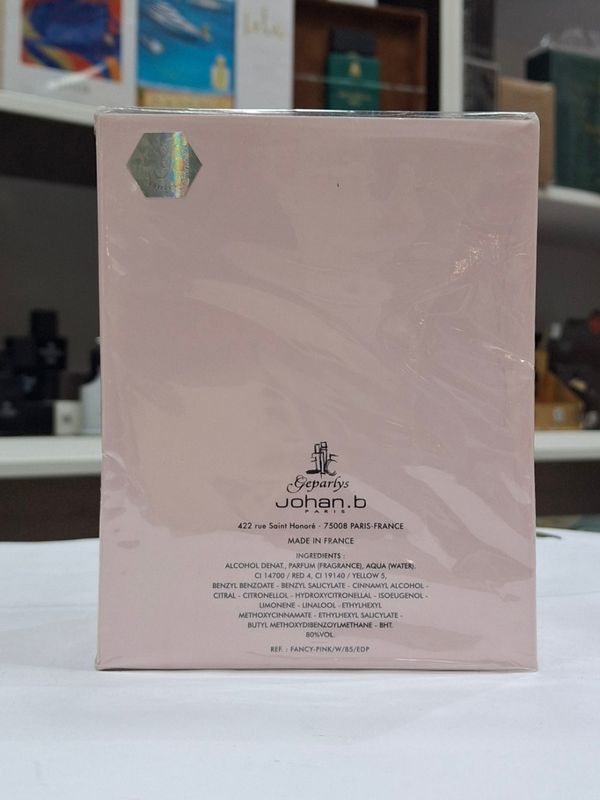 Geparlys
Johan.b
PARIS
422 rue Saint Honoré - 75008 PARIS-FRANCE
MADE IN FRANCE
INGREDIENTS :
ALCOHOL DENAT., PARFUM (FRAGRANCE), AQUA (WATER).
CI 14700 / RED 4, CI 19140 / YELLOW 5,
BENZYL BENZOATE - BENZYL SALICYLATE - CINNAMYL ALCOHOL -
CITRAL - CITRONELLOL - HYDROXYCITRONELLAL - ISOEUGENOL -
LIMONENE - LINALOOL - ETHYLHEXYL
METHOXYCINNAMATE - ETHYLHEXYL SALICYLATE -
BUTYL METHOXYDIBENZOYLMETHANE - BHT.
80%VOL.
REF. : FANCY-PINK/W/85/EDP